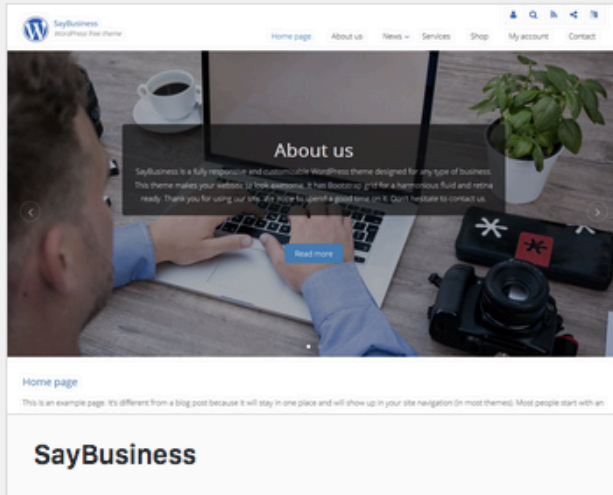 SayBusiness
WordPress free theme
Home page About us News Services Shop My account Contact
About us
SayBusiness is a fully responsive and customizable WordPress theme designed for any type of business.
This theme makes your website to look awesome. It has Bootstrap grid for a harmonious fluid and retina
ready. Thank you for using our site. We hope to spend a good time on it. Don't hesitate to contact us.
Read more
Home page
This is an example page. It's different from a blog post because it will stay in one place and will show up in your site navigation (in most themes). Most people start with an
SayBusiness